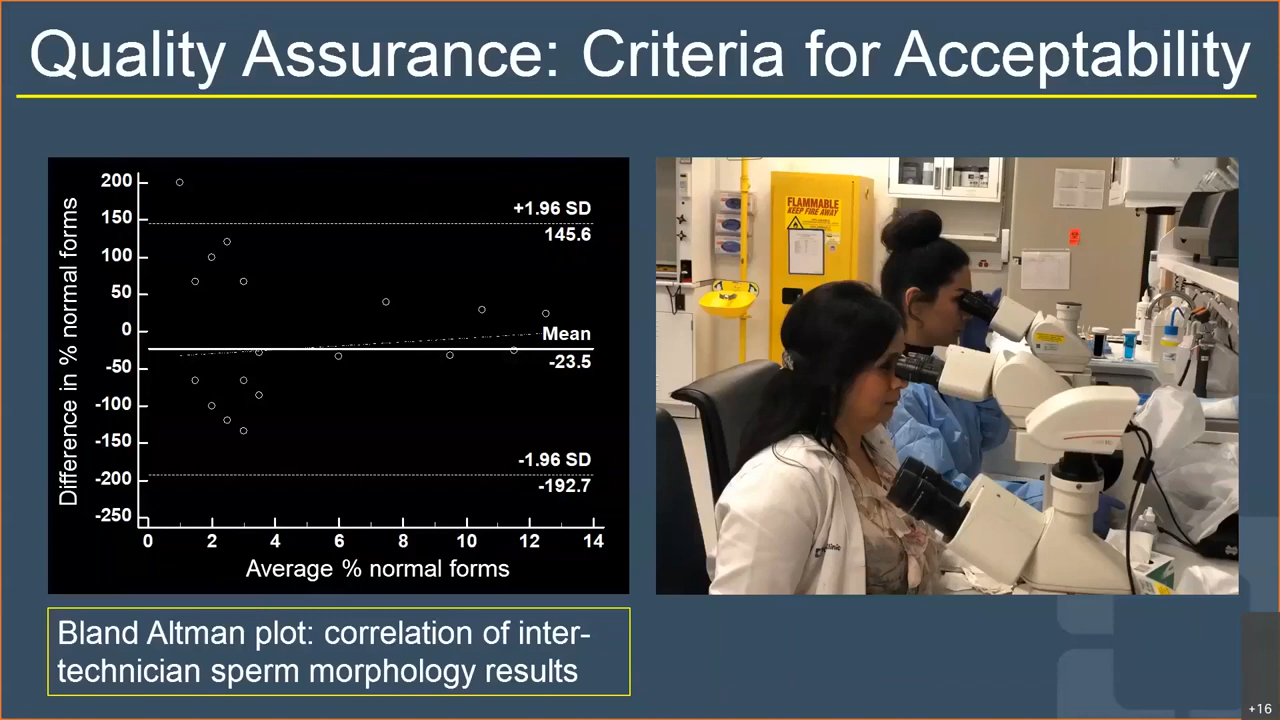 Quality Assurance: Criteria for Acceptability
Difference in % normal forms
200
150
100
50
0
-50
-100
-150
-200
-250
+1.96 SD
145.6
Mean
-23.5
-1.96 SD
-192.7
0 2 4 6 8 10 12 14
Average % normal forms
FLAMMABLE
KEEP FIRE AWAY
Bland Altman plot: correlation of inter-
technician sperm morphology results
+16